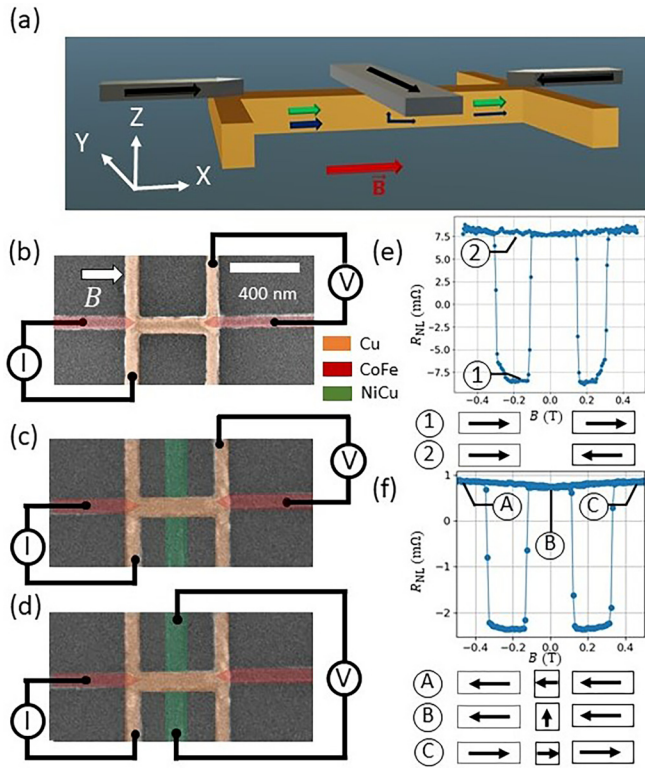 (a)
Y
Z
X
B
(b)
B
400 nm
V
I
Cu
CoFe
NiCu
(c)
V
I
(d)
V
I
(e)
R_NL (mΩ)
7.5
5.0
2.5
0.0
−2.5
−5.0
−7.5
2
1
−0.4 −0.2 0.0 0.2 0.4
B (T)
1
2
(f)
R_NL (mΩ)
1
0
−1
−2
A
C
B
−0.4 −0.2 0.0 0.2 0.4
B (T)
A
B
C